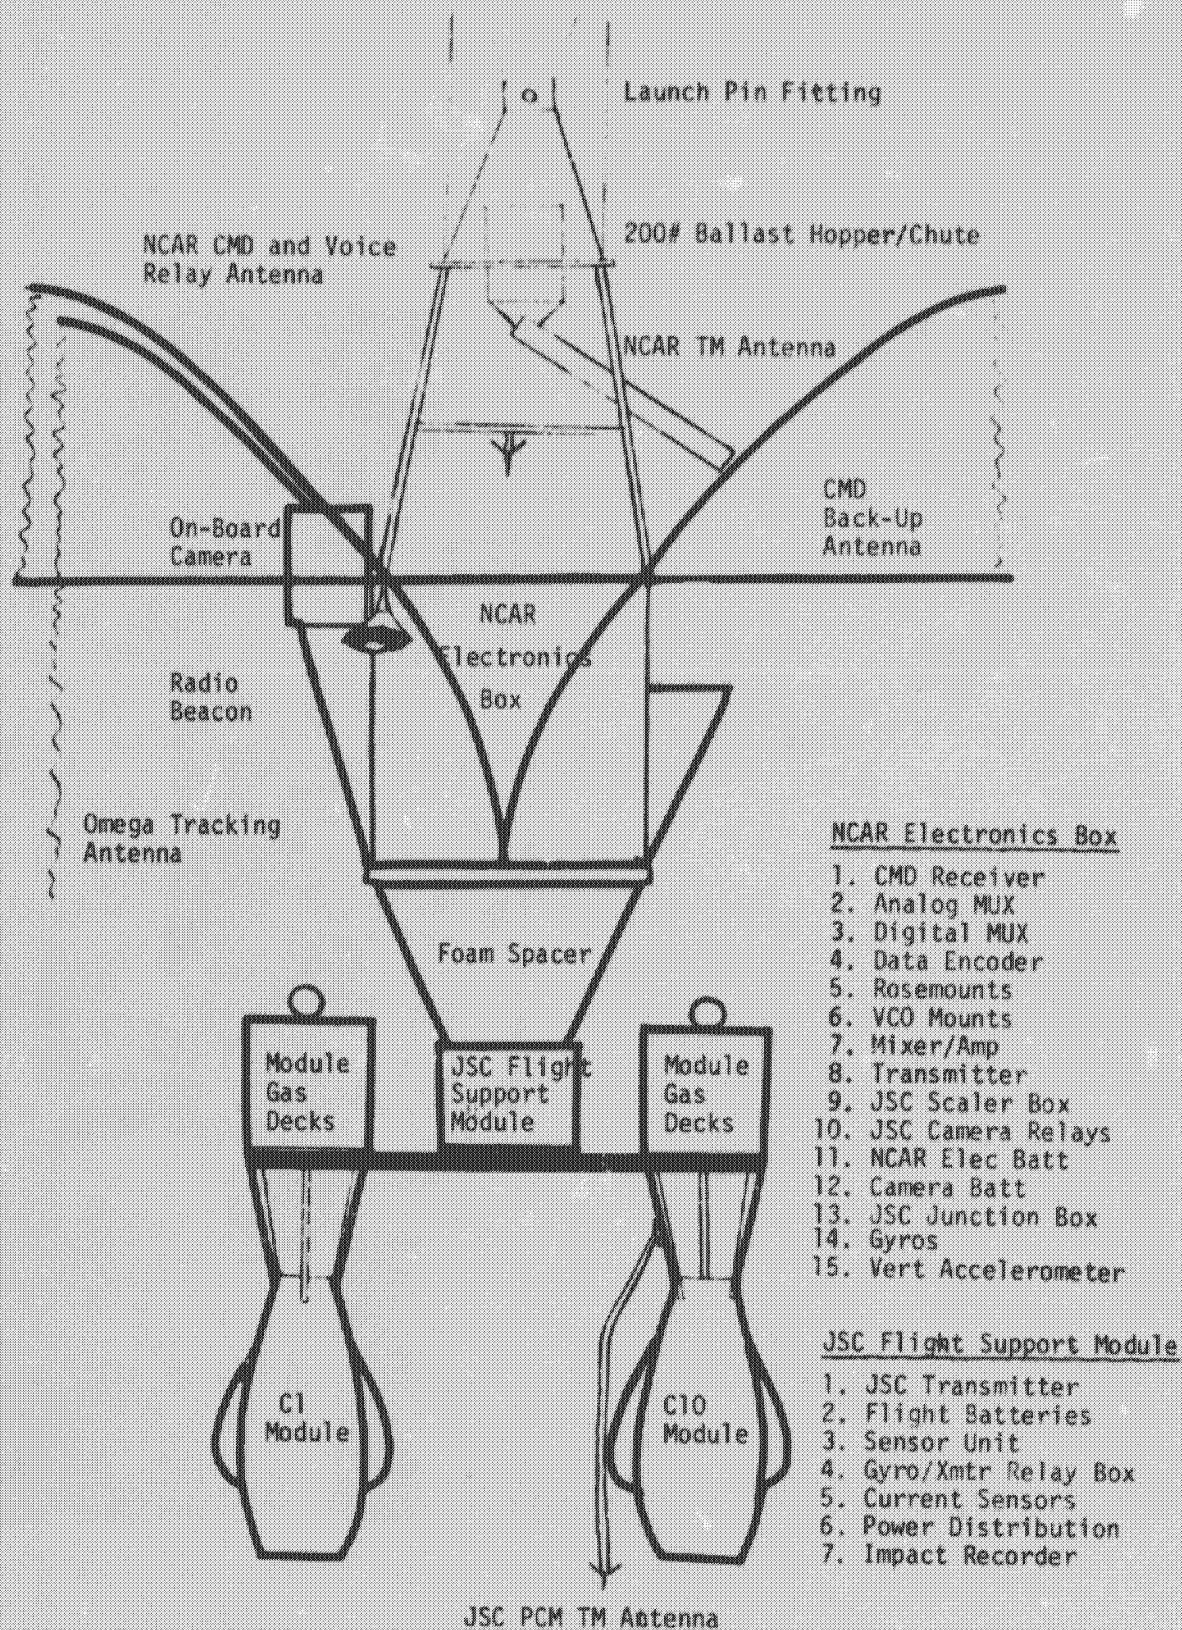 Launch Pin Fitting
200# Ballast Hopper/Chute
NCAR CMD and Voice
Relay Antenna
NCAR TM Antenna
CMD
Back-Up
Antenna
On-Board
Camera
NCAR
Electronics
Box
Radio
Beacon
Omega Tracking
Antenna
Foam Spacer
Module
Gas
Decks
JSC Flight
Support
Module
Module
Gas
Decks
C1
Module
C10
Module
JSC PCM TM Antenna
NCAR Electronics Box
1. CMD Receiver
2. Analog MUX
3. Digital MUX
4. Data Encoder
5. Rosemounts
6. VCO Mounts
7. Mixer/Amp
8. Transmitter
9. JSC Scaler Box
10. JSC Camera Relays
11. NCAR Elec Batt
12. Camera Batt
13. JSC Junction Box
14. Gyros
15. Vert Accelerometer
JSC Flight Support Module
1. JSC Transmitter
2. Flight Batteries
3. Sensor Unit
4. Gyro/Xmtr Relay Box
5. Current Sensors
6. Power Distribution
7. Impact Recorder